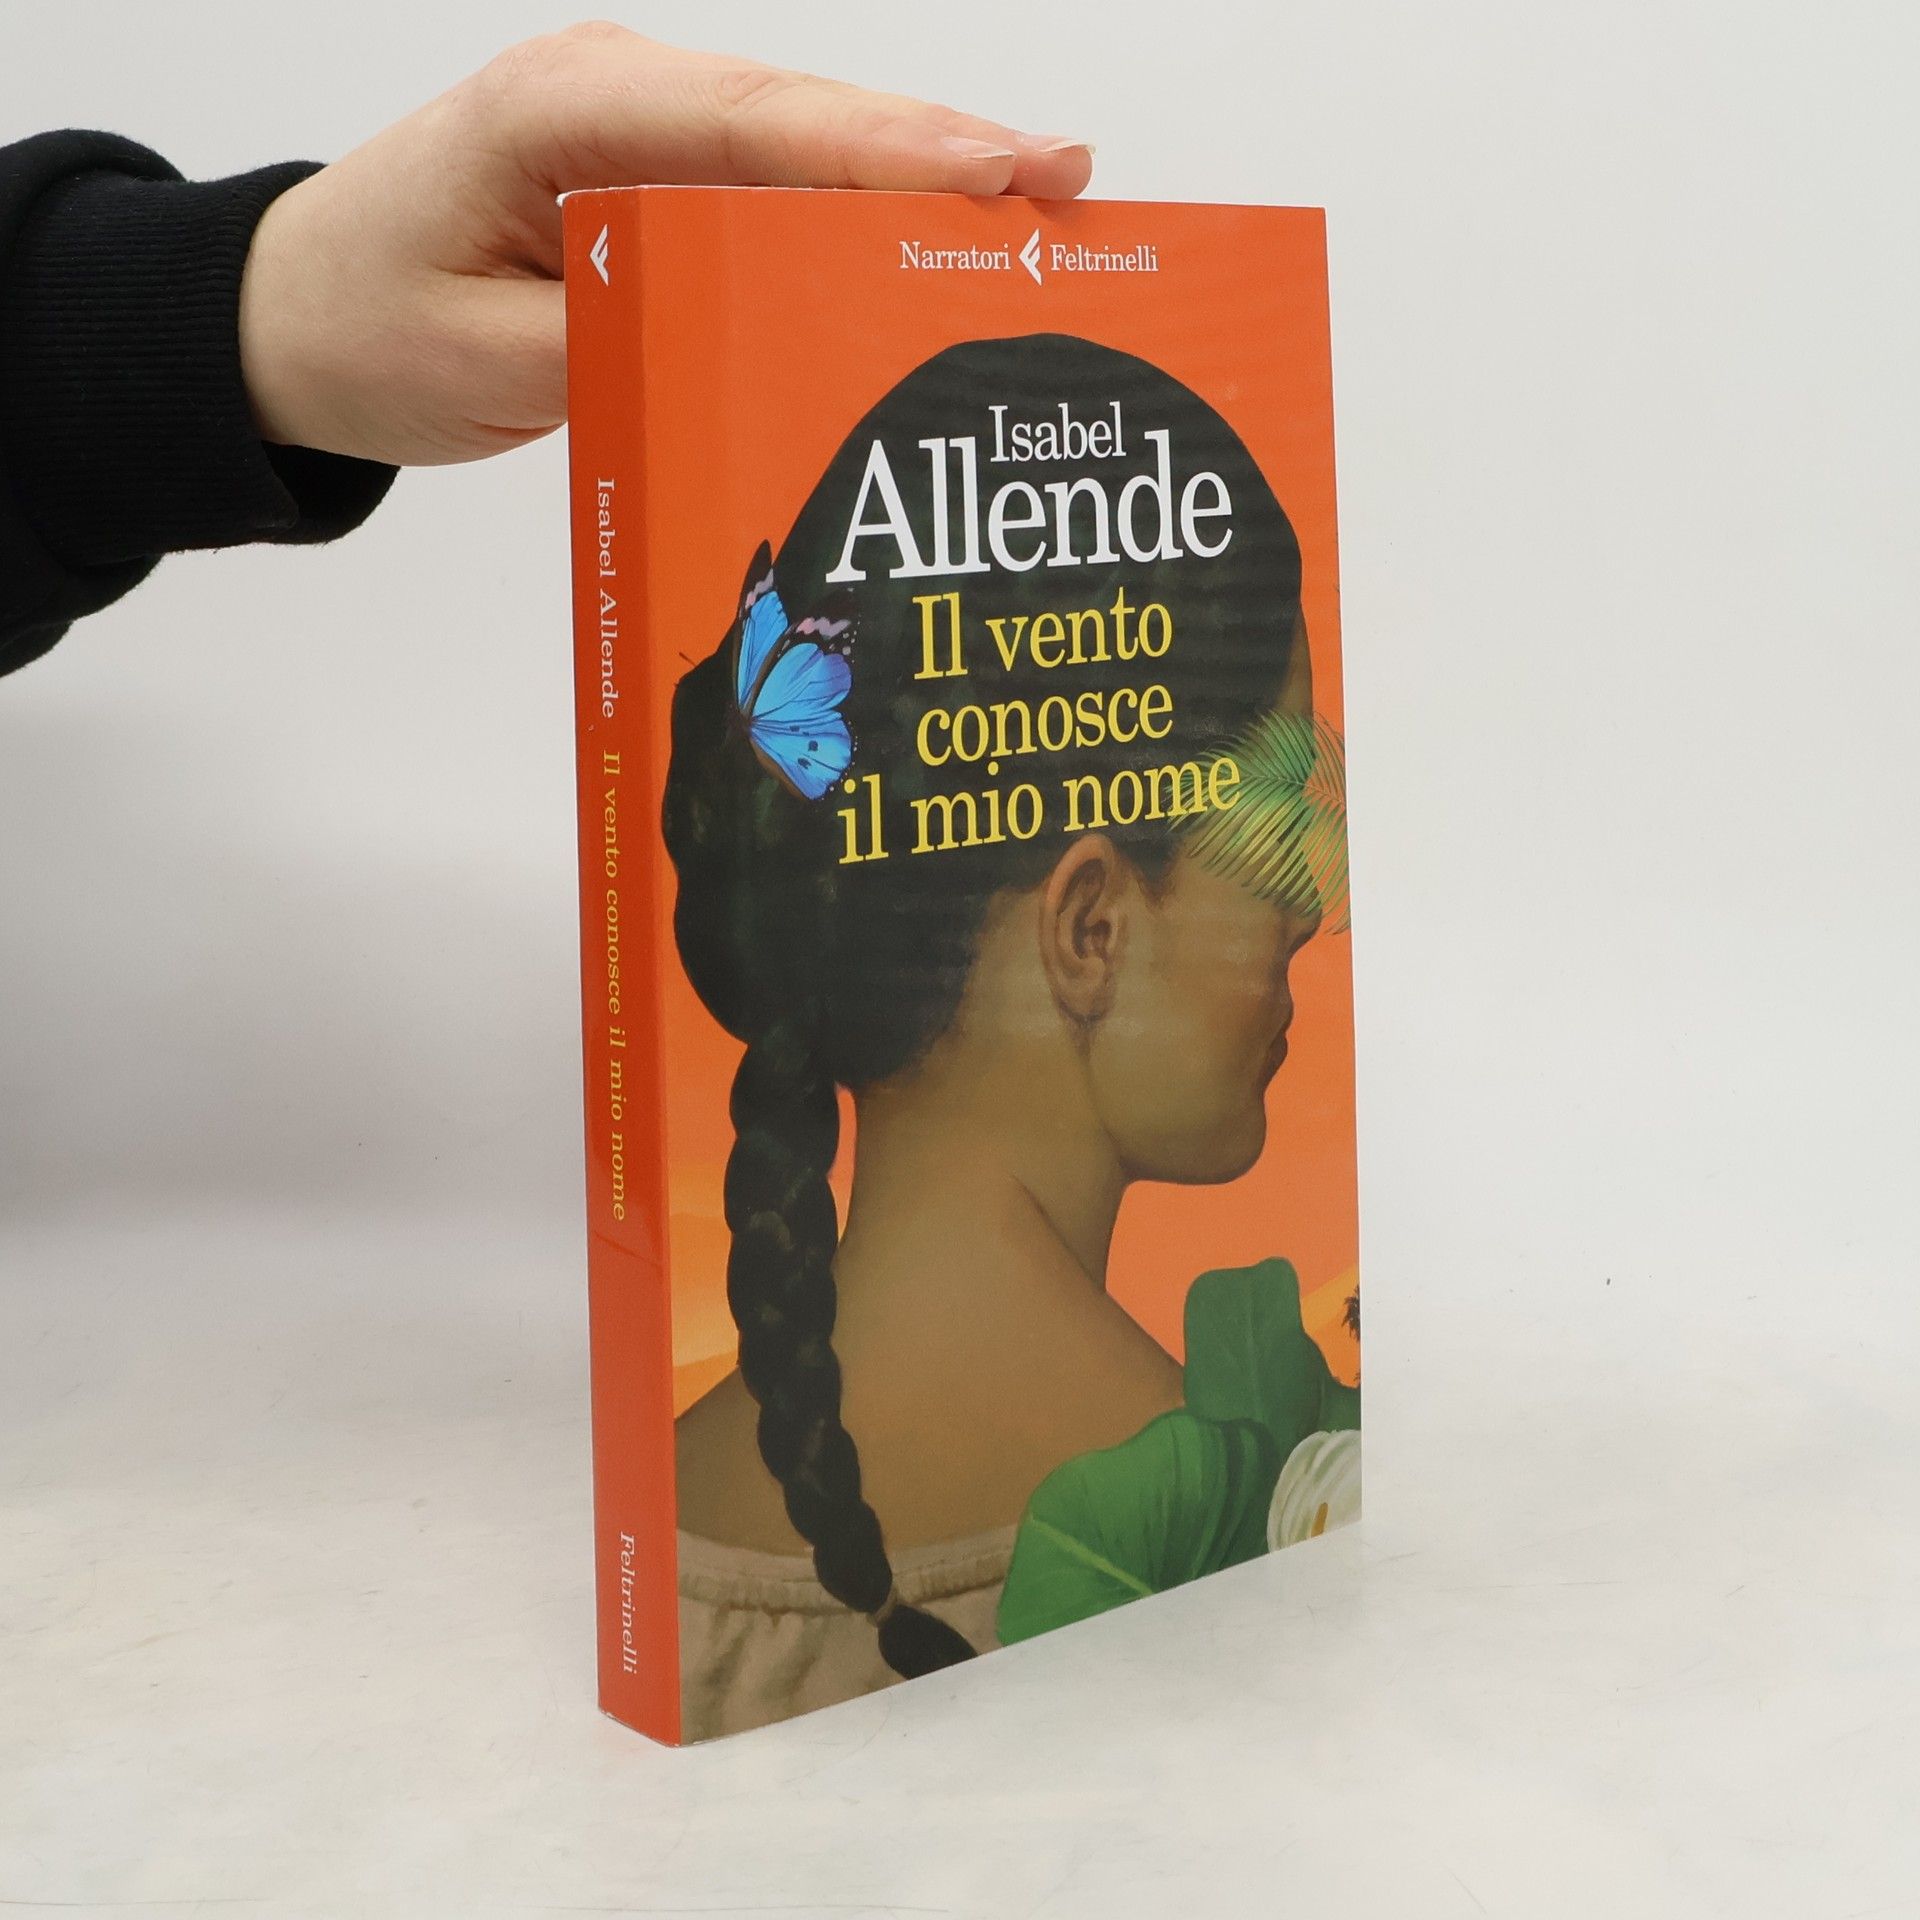 Narratori Feltrinelli
Isabel
Allende
Il vento
conosce
il mio nome
Isabel Allende Il vento conosce il mio nome Feltrinelli